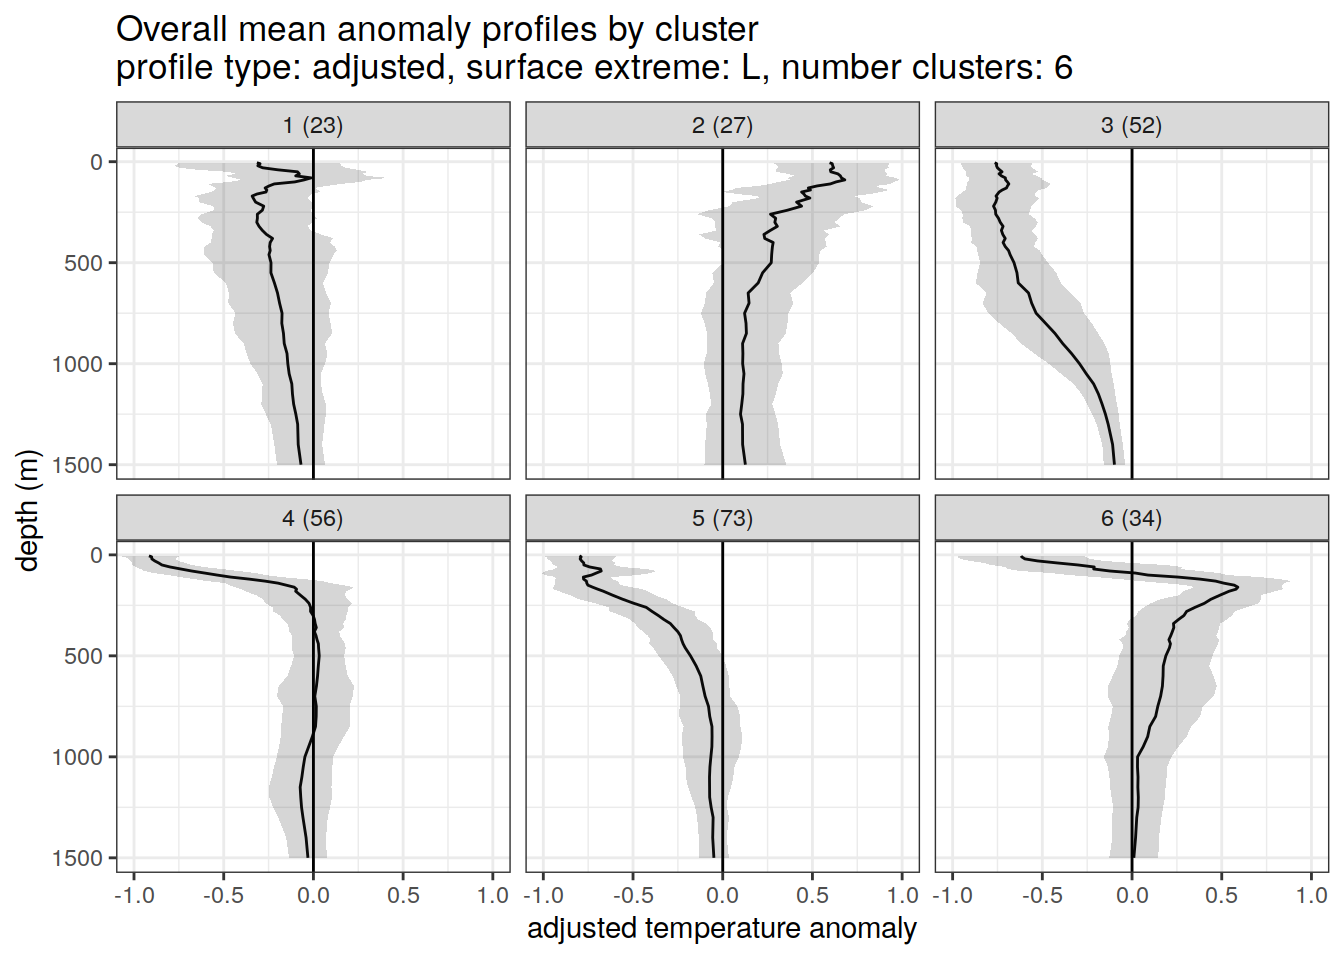 Overall mean anomaly profiles by cluster
profile type: adjusted, surface extreme: L, number clusters: 6
1 (23)
2 (27)
3 (52)
0
500
1000
1500
4 (56)
5 (73)
6 (34)
0
500
1000
1500
depth (m)
-1.0 -0.5 0.0 0.5 1.0
-1.0 -0.5 0.0 0.5 1.0
-1.0 -0.5 0.0 0.5 1.0
adjusted temperature anomaly